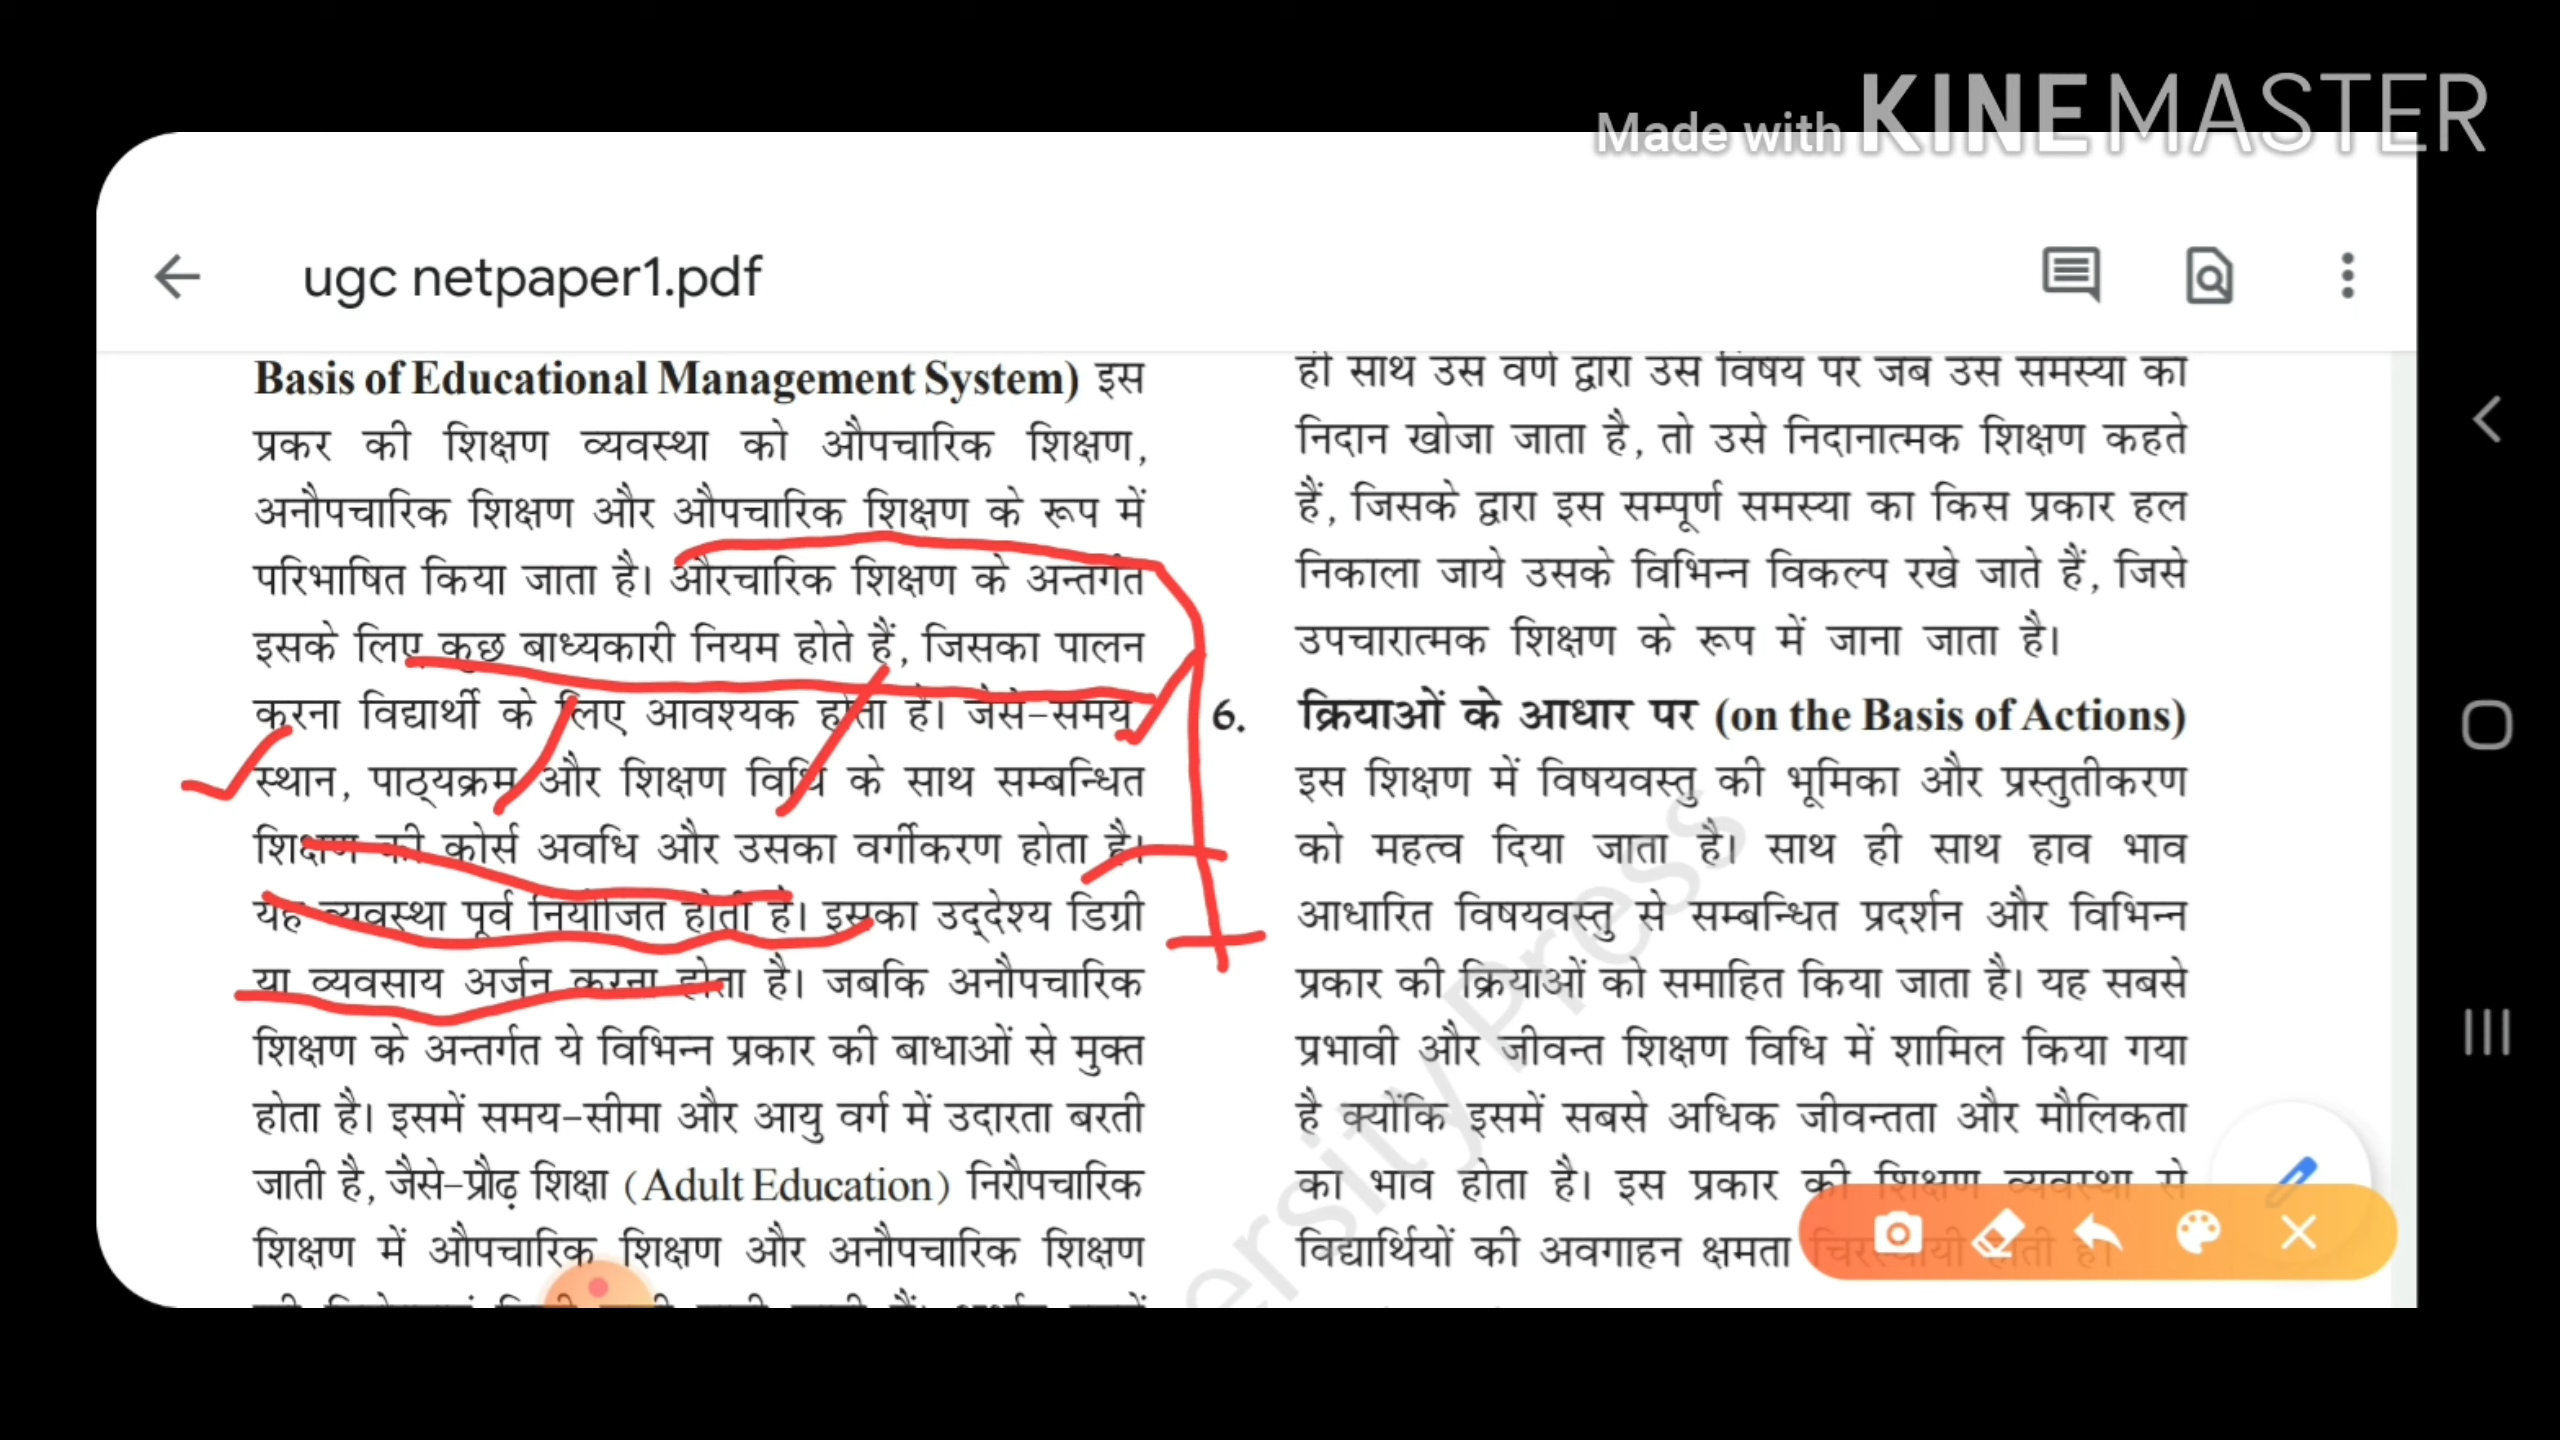 Made with KINEMASTER
ugc netpaper1.pdf
Basis of Educational Management System) इस
प्रकर की शिक्षण व्यवस्था को औपचारिक शिक्षण,
अनौपचारिक शिक्षण और औपचारिक शिक्षण के रूप में
परिभाषित किया जाता है। औरचारिक शिक्षण के अन्तर्गत
इसके लिए कुछ बाध्यकारी नियम होते हैं, जिसका पालन
करना विद्यार्थी के लिए आवश्यक होता है। जैसे-समय
स्थान, पाठ्यक्रम और शिक्षण विधि के साथ सम्बन्धित
शिक्षण की कोर्स अवधि और उसका वर्गीकरण होता है।
यह व्यवस्था पूर्व नियोजित होती है। इसका उद्देश्य डिग्री
या व्यवसाय अर्जन करना होता है। जबकि अनौपचारिक
शिक्षण के अन्तर्गत ये विभिन्न प्रकार की बाधाओं से मुक्त
होता है। इसमें समय-सीमा और आयु वर्ग में उदारता बरती
जाती है, जैसे-प्रौढ़ शिक्षा (Adult Education) निरौपचारिक
शिक्षण में औपचारिक शिक्षण और अनौपचारिक शिक्षण
ही साथ उस वर्ण द्वारा उस विषय पर जब उस समस्या का
निदान खोजा जाता है, तो उसे निदानात्मक शिक्षण कहते
हैं, जिसके द्वारा इस सम्पूर्ण समस्या का किस प्रकार हल
निकाला जाये उसके विभिन्न विकल्प रखे जाते हैं, जिसे
उपचारात्मक शिक्षण के रूप में जाना जाता है।
6. क्रियाओं के आधार पर (on the Basis of Actions)
इस शिक्षण में विषयवस्तु की भूमिका और प्रस्तुतीकरण
को महत्व दिया जाता है। साथ ही साथ हाव भाव
आधारित विषयवस्तु से सम्बन्धित प्रदर्शन और विभिन्न
प्रकार की क्रियाओं को समाहित किया जाता है। यह सबसे
प्रभावी और जीवन्त शिक्षण विधि में शामिल किया गया
है क्योंकि इसमें सबसे अधिक जीवन्तता और मौलिकता
का भाव होता है। इस प्रकार की शिक्षण व्यवस्था से
विद्यार्थियों की अवगाहन क्षमता चिरस्थायी होती है।
ersity Press